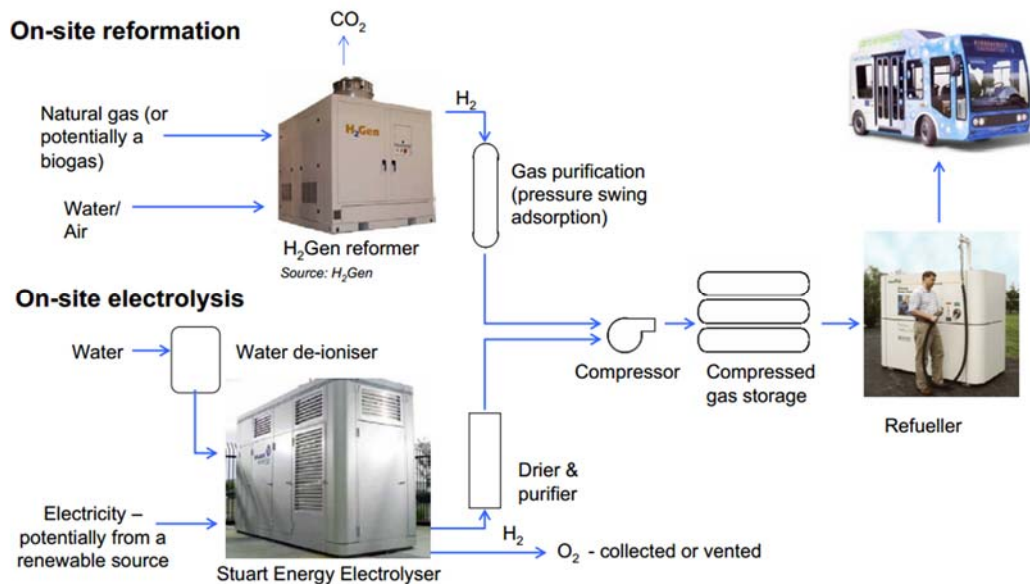 On-site reformation
CO₂
Natural gas (or
potentially a
biogas)
H₂Gen
H₂
Gas purification
(pressure swing
adsorption)
Water/
Air
H₂Gen reformer
Source: H₂Gen
On-site electrolysis
Water
Water de-ioniser
Compressor
Compressed
gas storage
Refueller
Drier &
purifier
Electricity –
potentially from a
renewable source
H₂
O₂ - collected or vented
Stuart Energy Electrolyser